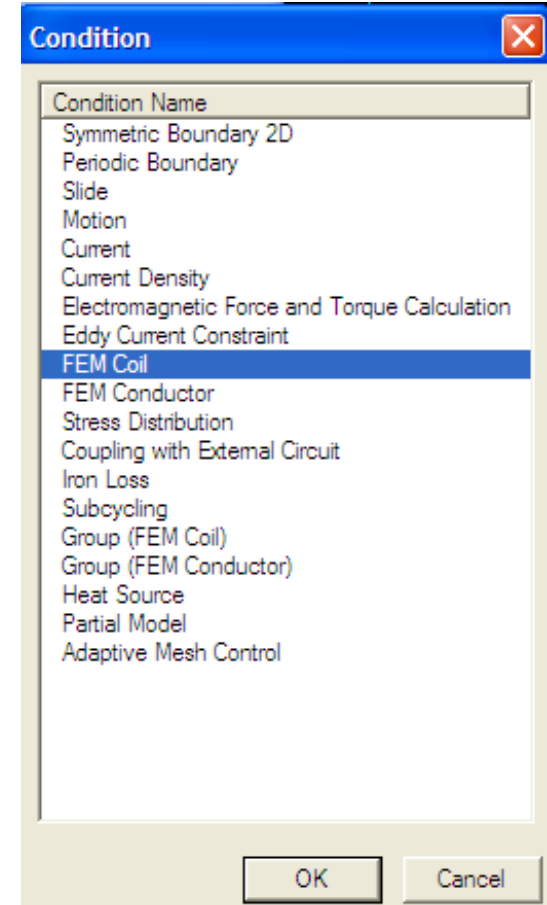 Condition
Condition Name
Symmetric Boundary 2D
Periodic Boundary
Slide
Motion
Current
Current Density
Electromagnetic Force and Torque Calculation
Eddy Current Constraint
FEM Coil
FEM Conductor
Stress Distribution
Coupling with External Circuit
Iron Loss
Subcycling
Group (FEM Coil)
Group (FEM Conductor)
Heat Source
Partial Model
Adaptive Mesh Control
OK Cancel